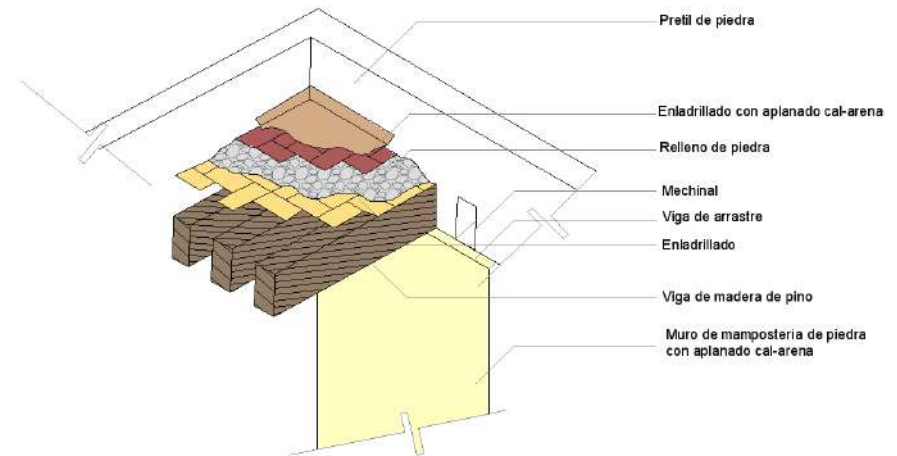 Pretil de piedra
Enladrillado con aplanado cal-arena
Relleno de piedra
Mechinal
Viga de arrastre
Enladrillado
Viga de madera de pino
Muro de mamposteria de piedra
con aplanado cal-arena